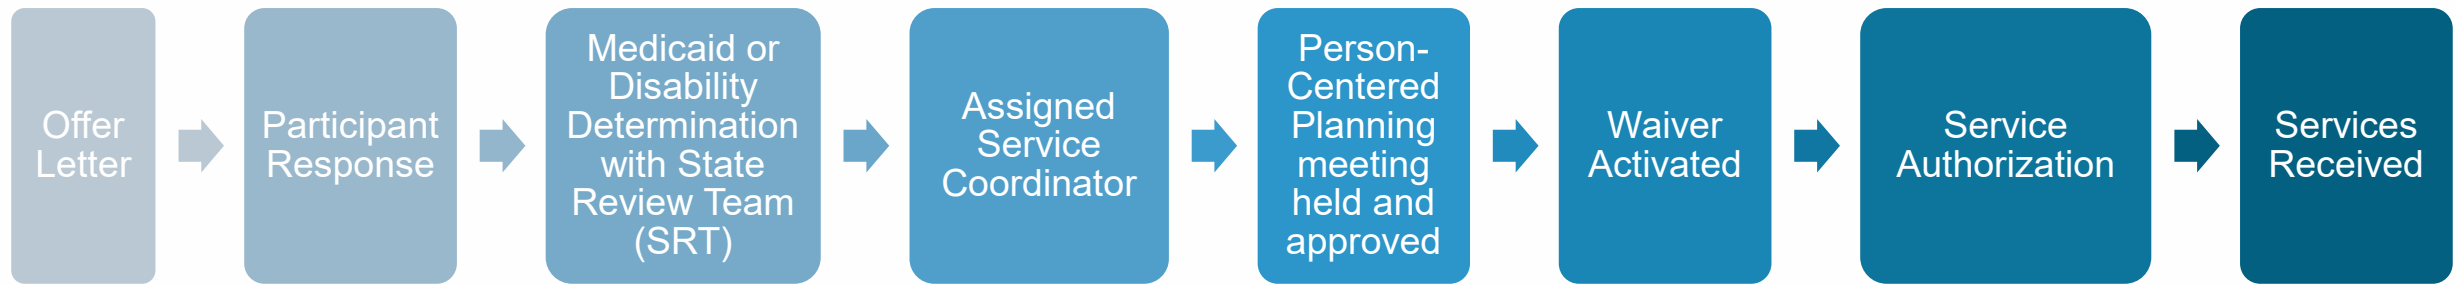 Offer
Letter
Participant
Response
Medicaid or
Disability
Determination
with State
Review Team
(SRT)
Assigned
Service
Coordinator
Person-
Centered
Planning
meeting
held and
approved
Waiver
Activated
Service
Authorization
Services
Received